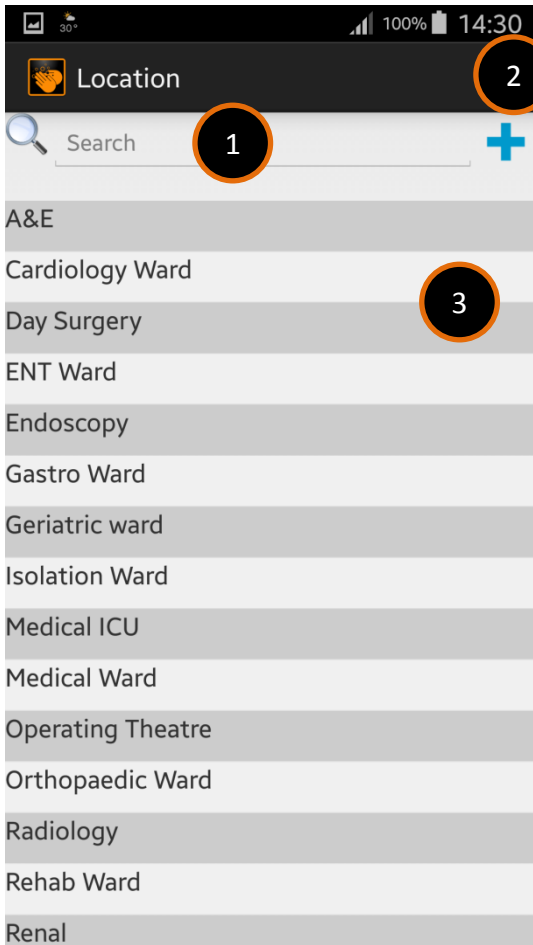 30°
100%
14:30
Location
2
Search
1
A&E
Cardiology Ward
3
Day Surgery
ENT Ward
Endoscopy
Gastro Ward
Geriatric ward
Isolation Ward
Medical ICU
Medical Ward
Operating Theatre
Orthopaedic Ward
Radiology
Rehab Ward
Renal